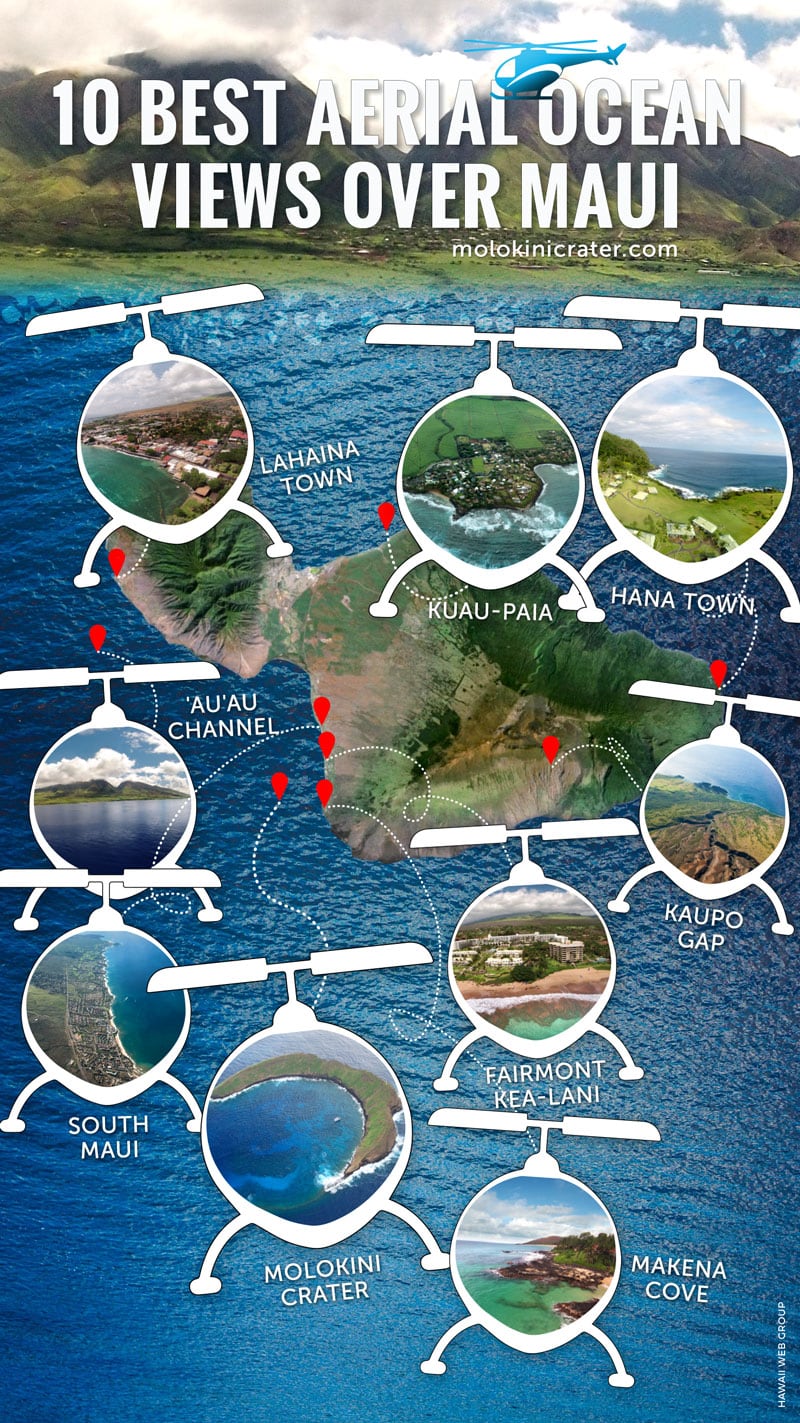 10 BEST AERIAL OCEAN
VIEWS OVER MAUI
molokinicrater.com
LAHAINA
TOWN
KUAU-PAIA
HANA TOWN
'AU'AU
CHANNEL
KAUPO
GAP
FAIRMONT
KEA-LANI
SOUTH
MAUI
MOLOKINI
CRATER
MAKENA
COVE
HAWAII WEB GROUP